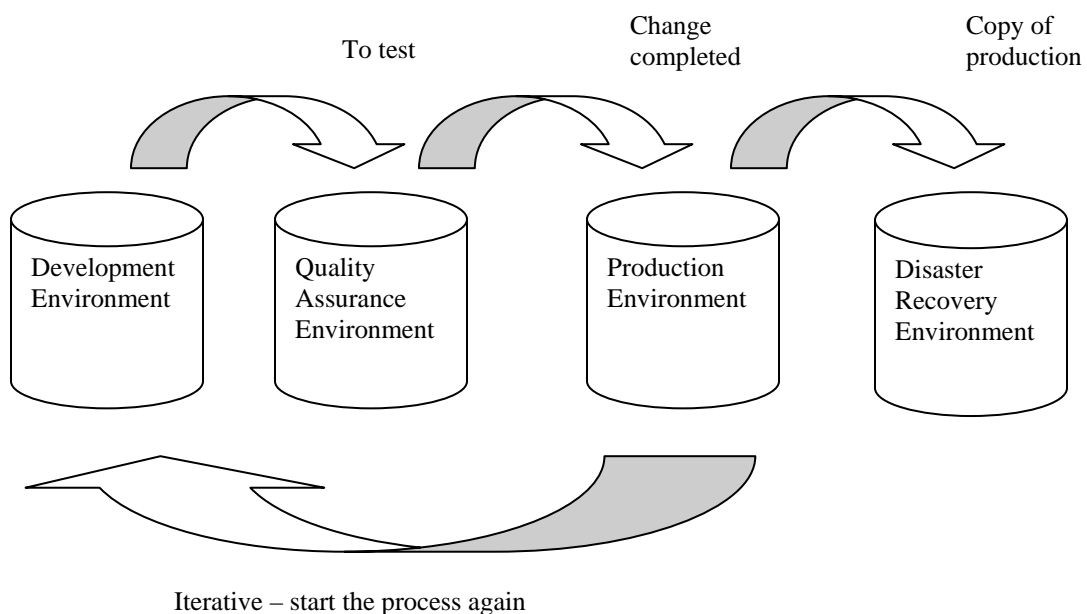 To test
Change
completed
Copy of
production
Development
Environment
Quality
Assurance
Environment
Production
Environment
Disaster
Recovery
Environment
Iterative – start the process again